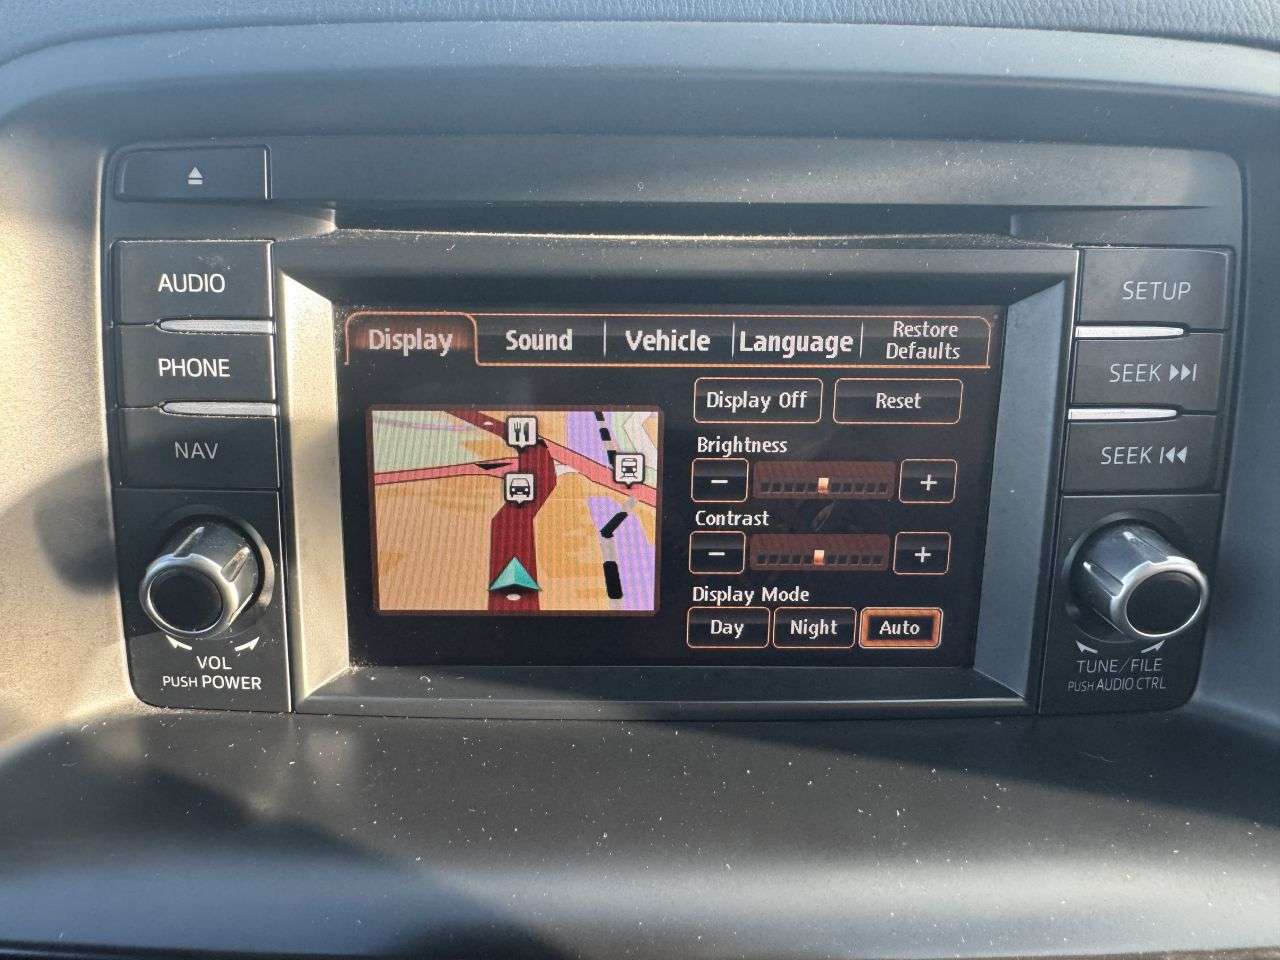 AUDIO
PHONE
NAV
VOL
PUSH POWER
Display
Sound
Vehicle
Language
Restore
Defaults
Display Off
Reset
Brightness
− +
Contrast
− +
Display Mode
Day
Night
Auto
SETUP
SEEK
SEEK
TUNE/FILE
PUSH AUDIO CTRL